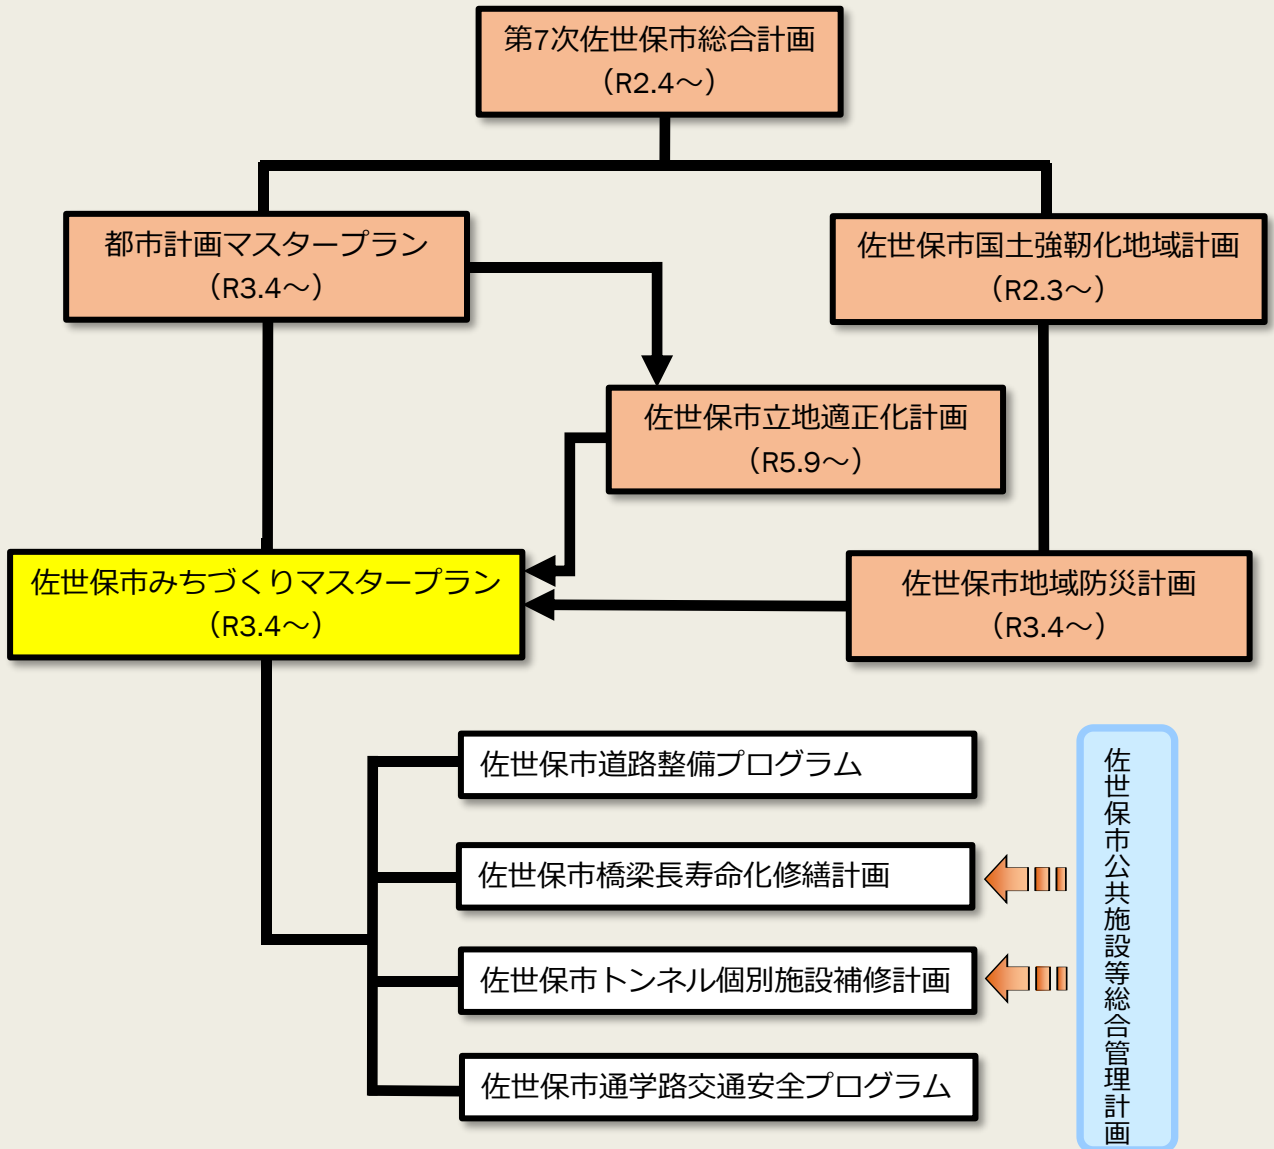 第7次佐世保市総合計画
（R2.4～）
都市計画マスタープラン
（R3.4～）
佐世保市国土強靭化地域計画
（R2.3～）
佐世保市立地適正化計画
（R5.9～）
佐世保市みちづくりマスタープラン
（R3.4～）
佐世保市地域防災計画
（R3.4～）
佐世保市道路整備プログラム
佐世保市橋梁長寿命化修繕計画
佐世保市トンネル個別施設補修計画
佐世保市通学路交通安全プログラム
佐世保市公共施設等総合管理計画